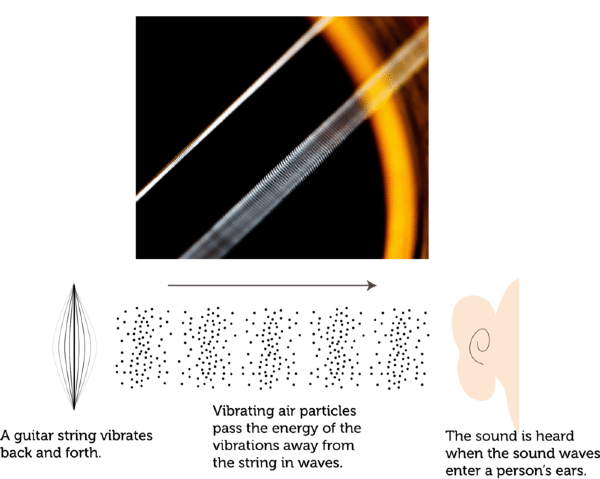 A guitar string vibrates
back and forth.
Vibrating air particles
pass the energy of the
vibrations away from
the string in waves.
The sound is heard
when the sound waves
enter a person's ears.